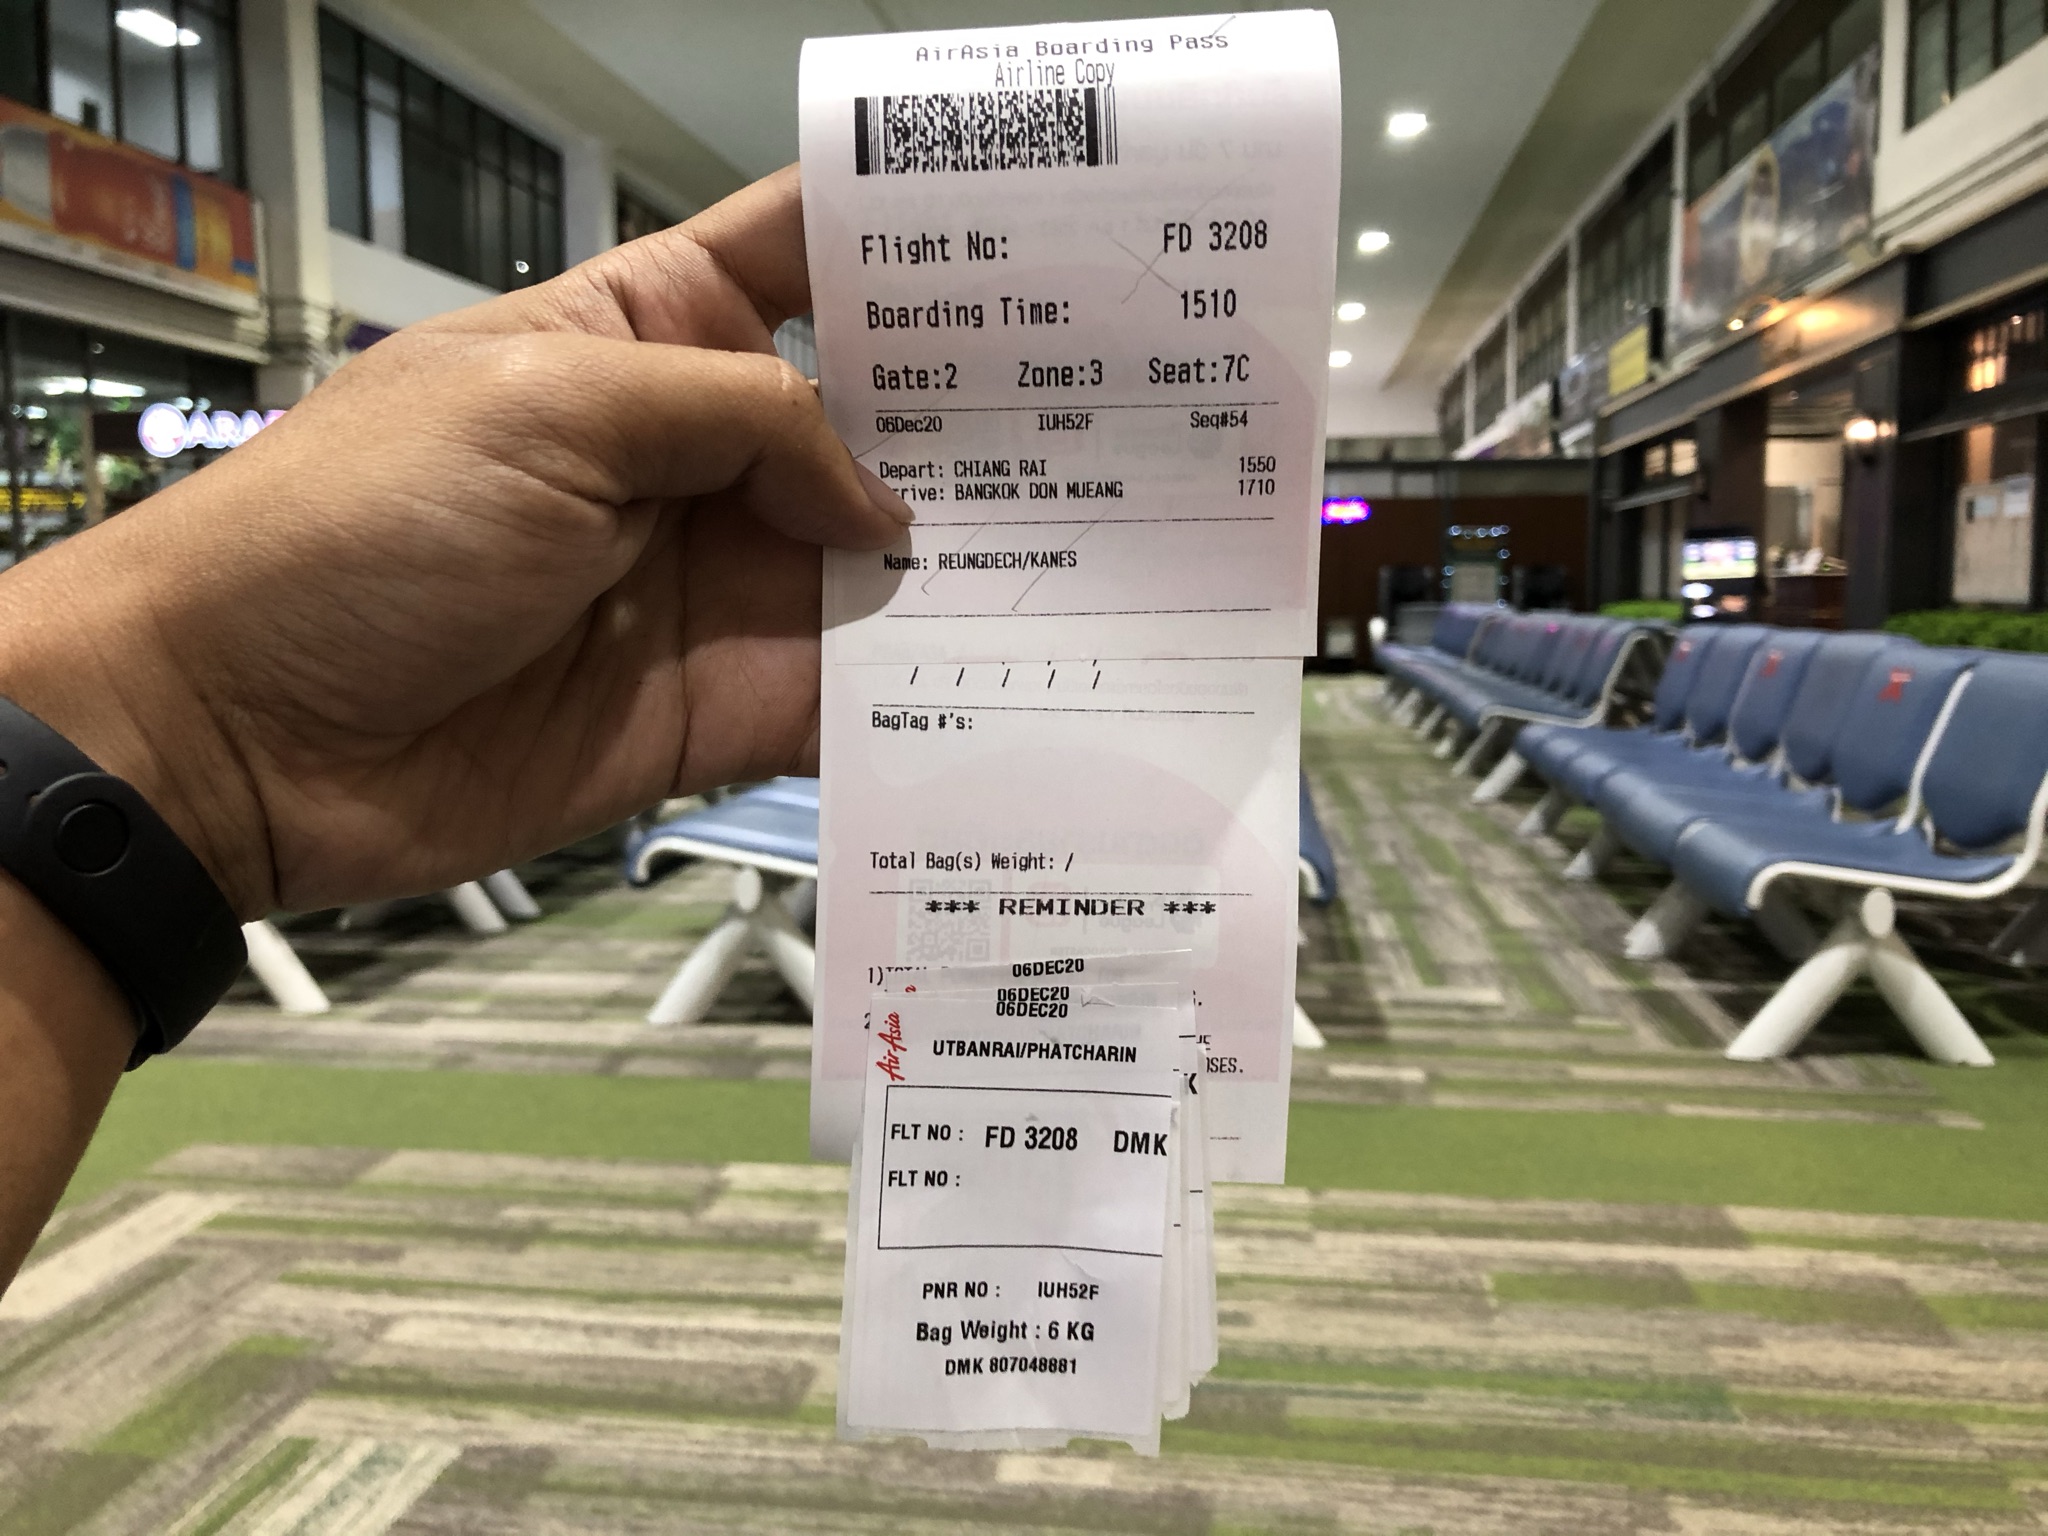 AirAsia Boarding Pass
Airline Copy
Flight No: FD 3208
Boarding Time: 1510
Gate:2 Zone:3 Seat:7C
06Dec20 IUH52F Seq#54
Depart: CHIANG RAI 1550
rrive: BANGKOK DON MUEANG 1710
Name: REUNGDECH/KANES
/ / / / /
BagTag #'s:
Total Bag(s) Weight: /
*** REMINDER ***
1)
06DEC20
06DEC20
06DEC20
AirAsia
UTBANRAI/PHATCHARIN
FLT NO : FD 3208 DMK
FLT NO :
PNR NO : IUH52F
Bag Weight : 6 KG
DMK 807048881